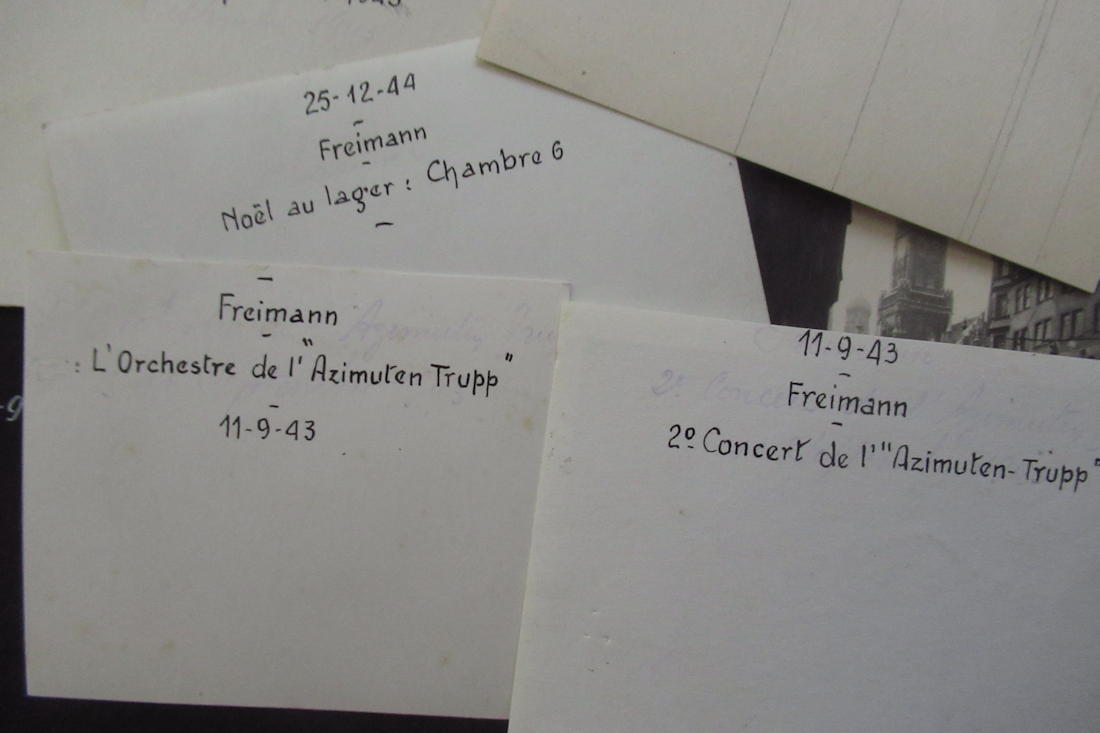 25-12-44
Freimann
Noël au lager : Chambre 6
Freimann
: L'Orchestre de l' "Azimuten Trupp"
11-9-43
11-9-43
Freimann
2º Concert de l' "Azimuten-Trupp"